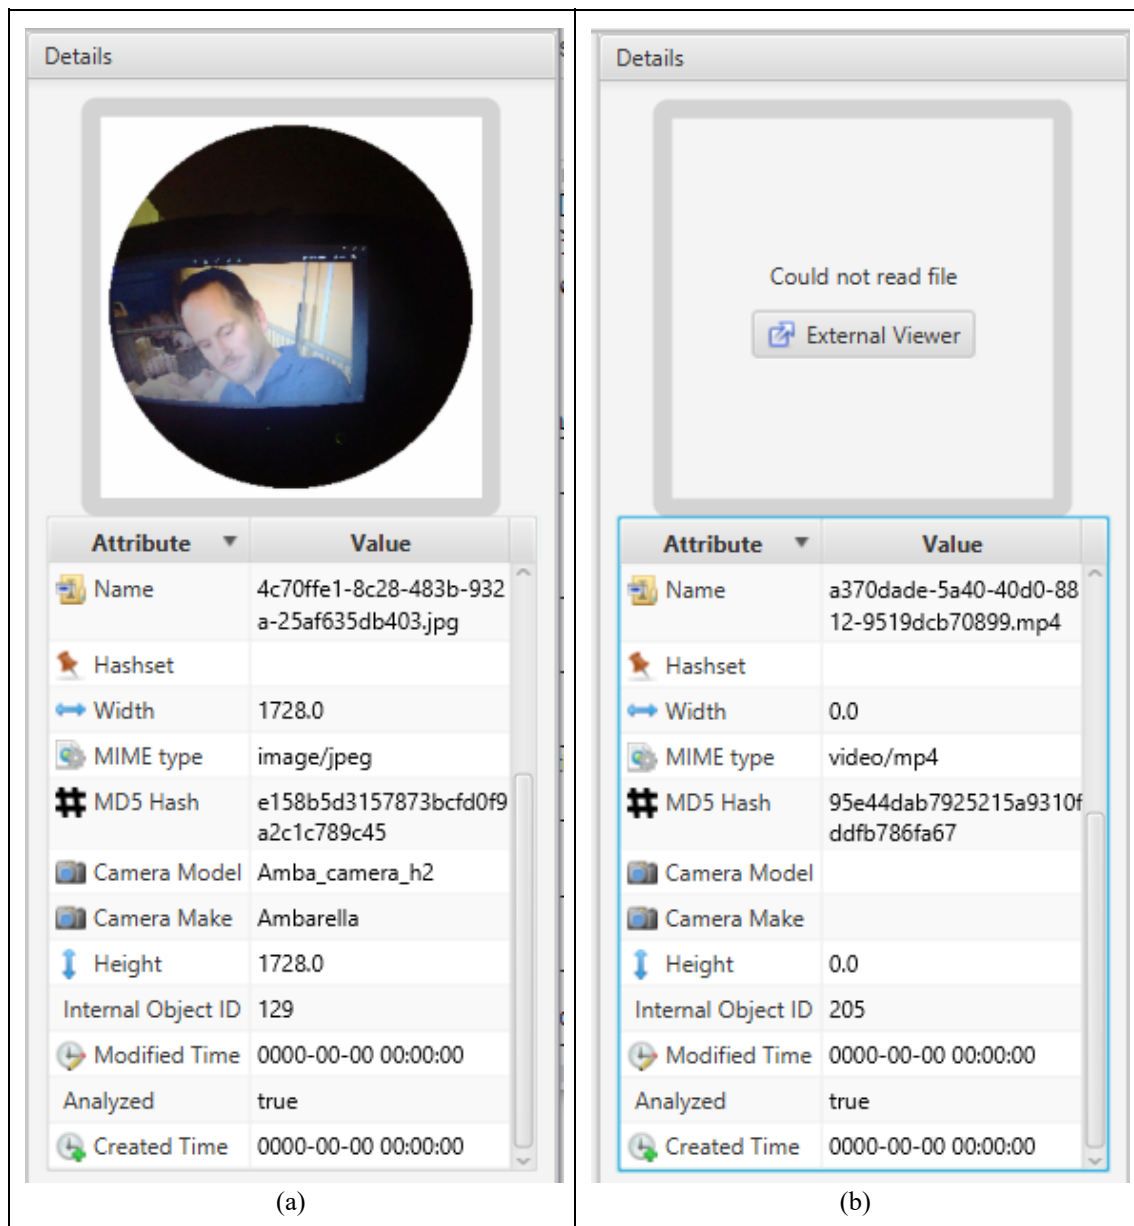 Details
Attribute Value
Name 4c70ffe1-8c28-483b-932
a-25af635db403.jpg
Hashset
Width 1728.0
MIME type image/jpeg
MD5 Hash e158b5d3157873bcfd0f9
a2c1c789c45
Camera Model Amba_camera_h2
Camera Make Ambarella
Height 1728.0
Internal Object ID 129
Modified Time 0000-00-00 00:00:00
Analyzed true
Created Time 0000-00-00 00:00:00
(a)
Details
Could not read file
External Viewer
Attribute Value
Name a370dade-5a40-40d0-88
12-9519dcb70899.mp4
Hashset
Width 0.0
MIME type video/mp4
MD5 Hash 95e44dab7925215a9310f
ddfb786fa67
Camera Model
Camera Make
Height 0.0
Internal Object ID 205
Modified Time 0000-00-00 00:00:00
Analyzed true
Created Time 0000-00-00 00:00:00
(b)